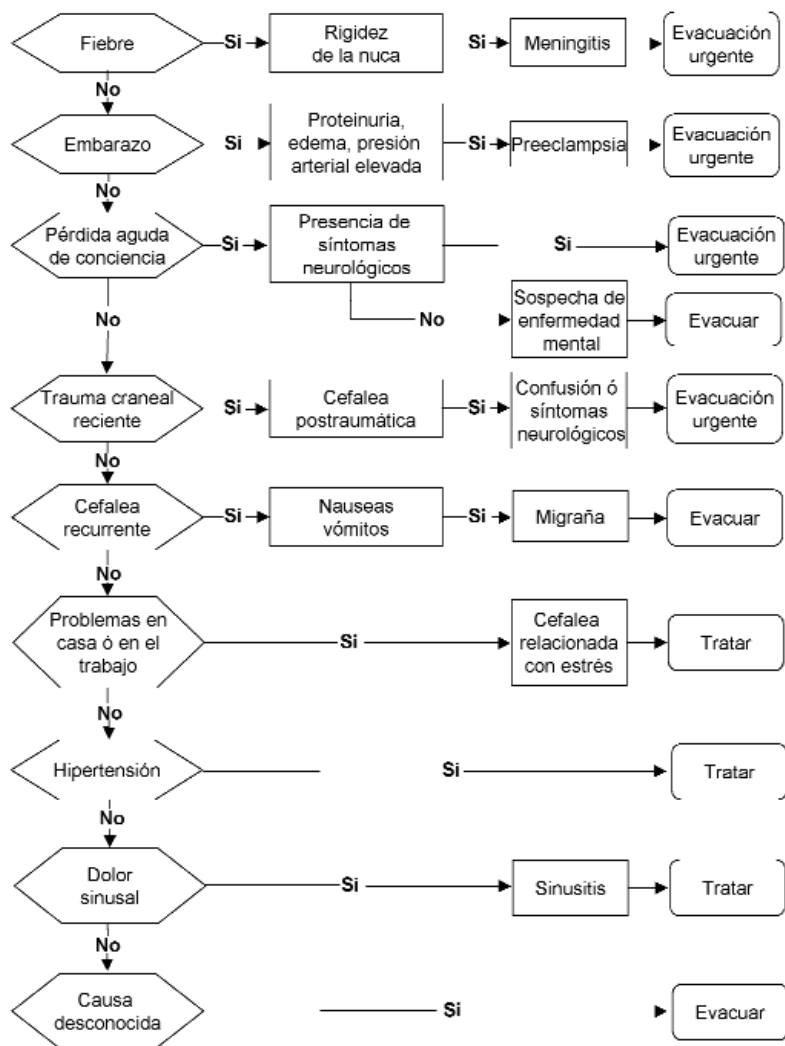 Fiebre
Si
Rigidez
de la nuca
Si
Meningitis
Evacuación
urgente
No
Embarazo
Si
Proteinuria,
edema, presión
arterial elevada
Si
Preeclampsia
Evacuación
urgente
No
Pérdida aguda
de conciencia
Si
Presencia de
síntomas
neurológicos
Si
Evacuación
urgente
No
No
Sospecha de
enfermedad
mental
Evacuar
Trauma craneal
reciente
Si
Cefalea
postraumática
Si
Confusión ó
síntomas
neurológicos
Evacuación
urgente
No
Cefalea
recurrente
Si
Nauseas
vómitos
Si
Migraña
Evacuar
No
Problemas en
casa ó en el
trabajo
Si
Cefalea
relacionada
con estrés
Tratar
No
Hipertensión
Si
Tratar
No
Dolor
sinusal
Si
Sinusitis
Tratar
No
Causa
desconocida
Si
Evacuar